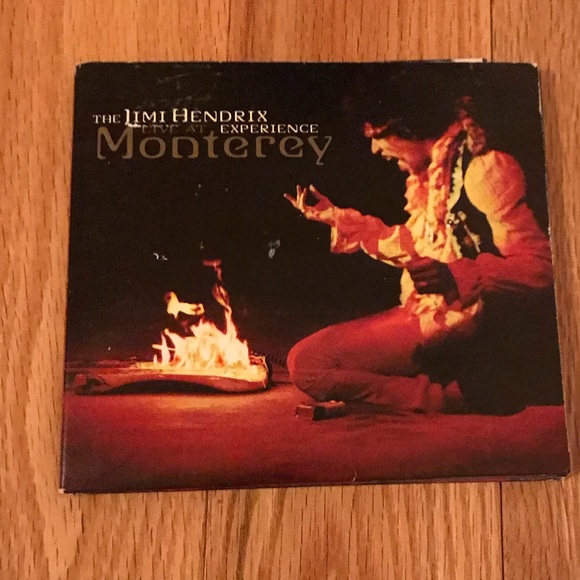 THE JIMI HENDRIX
LIVE AT EXPERIENCE
Monterey